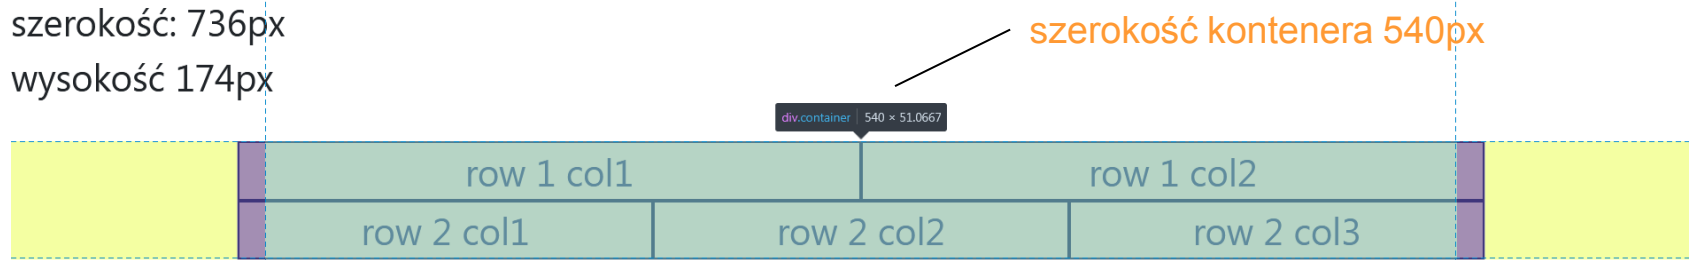 szerokość: 736px
szerokość kontenera 540px
wysokość 174px
div.container 540 × 51.0667
row 1 col1 row 1 col2
row 2 col1 row 2 col2 row 2 col3